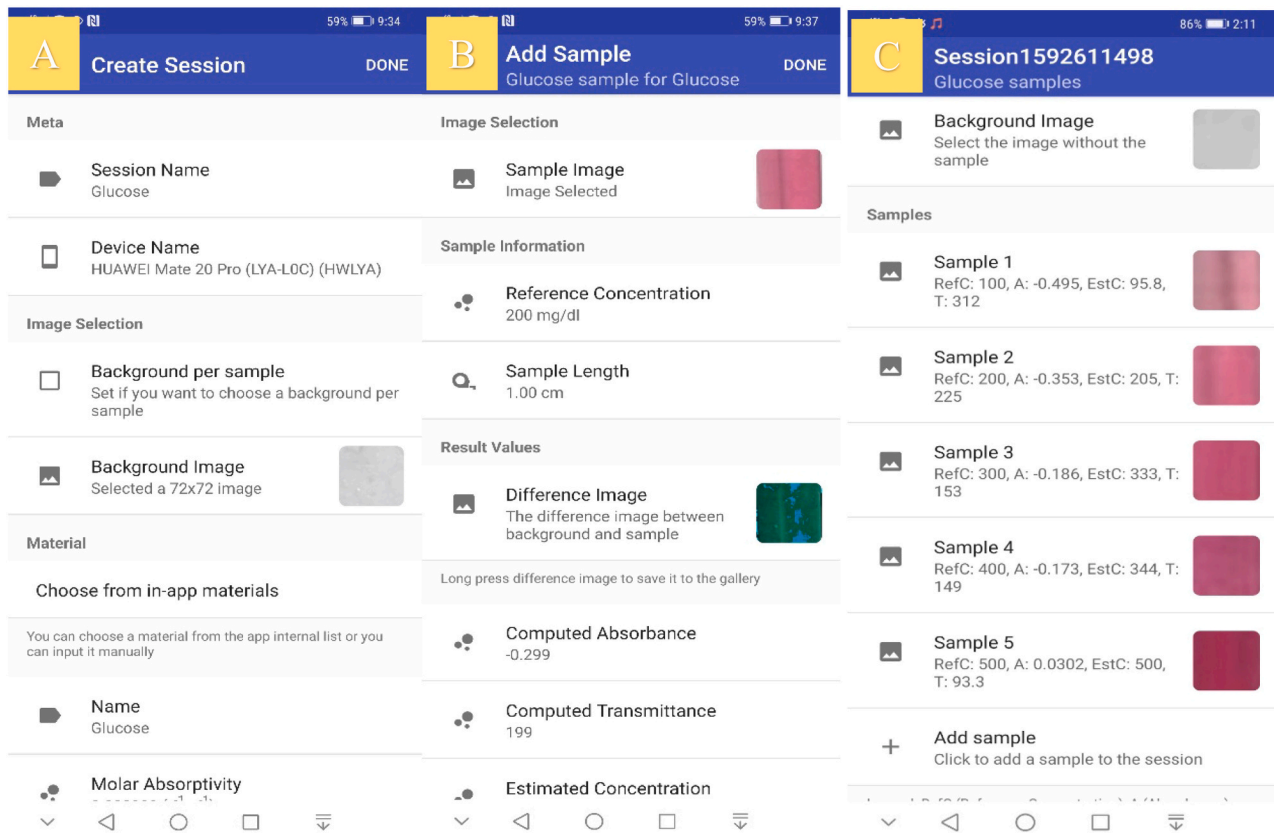 59% 9:34
A
Create Session
DONE
Meta
Session Name
Glucose
Device Name
HUAWEI Mate 20 Pro (LYA-L0C) (HWLYA)
Image Selection
Background per sample
Set if you want to choose a background per
sample
Background Image
Selected a 72x72 image
Material
Choose from in-app materials
You can choose a material from the app internal list or you
can input it manually
Name
Glucose
Molar Absorptivity
59% 9:37
B
Add Sample
Glucose sample for Glucose
DONE
Image Selection
Sample Image
Image Selected
Sample Information
Reference Concentration
200 mg/dl
Sample Length
1.00 cm
Result Values
Difference Image
The difference image between
background and sample
Long press difference image to save it to the gallery
Computed Absorbance
-0.299
Computed Transmittance
199
Estimated Concentration
86% 2:11
C
Session1592611498
Glucose samples
Background Image
Select the image without the
sample
Samples
Sample 1
RefC: 100, A: -0.495, EstC: 95.8,
T: 312
Sample 2
RefC: 200, A: -0.353, EstC: 205, T:
225
Sample 3
RefC: 300, A: -0.186, EstC: 333, T:
153
Sample 4
RefC: 400, A: -0.173, EstC: 344, T:
149
Sample 5
RefC: 500, A: 0.0302, EstC: 500,
T: 93.3
Add sample
Click to add a sample to the session